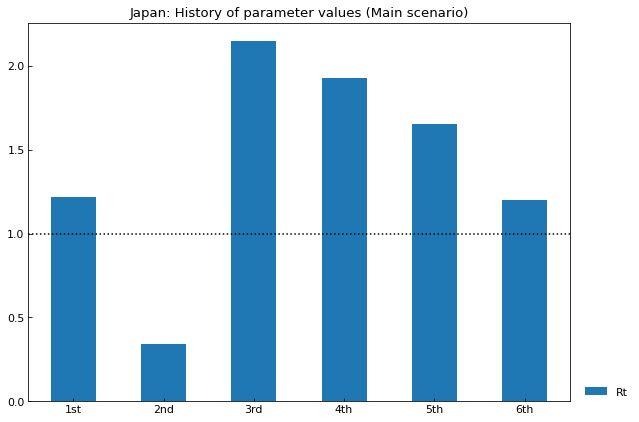 Japan: History of parameter values (Main scenario)
2.0
1.5
1.0
0.5
0.0
1st 2nd 3rd 4th 5th 6th
Rt